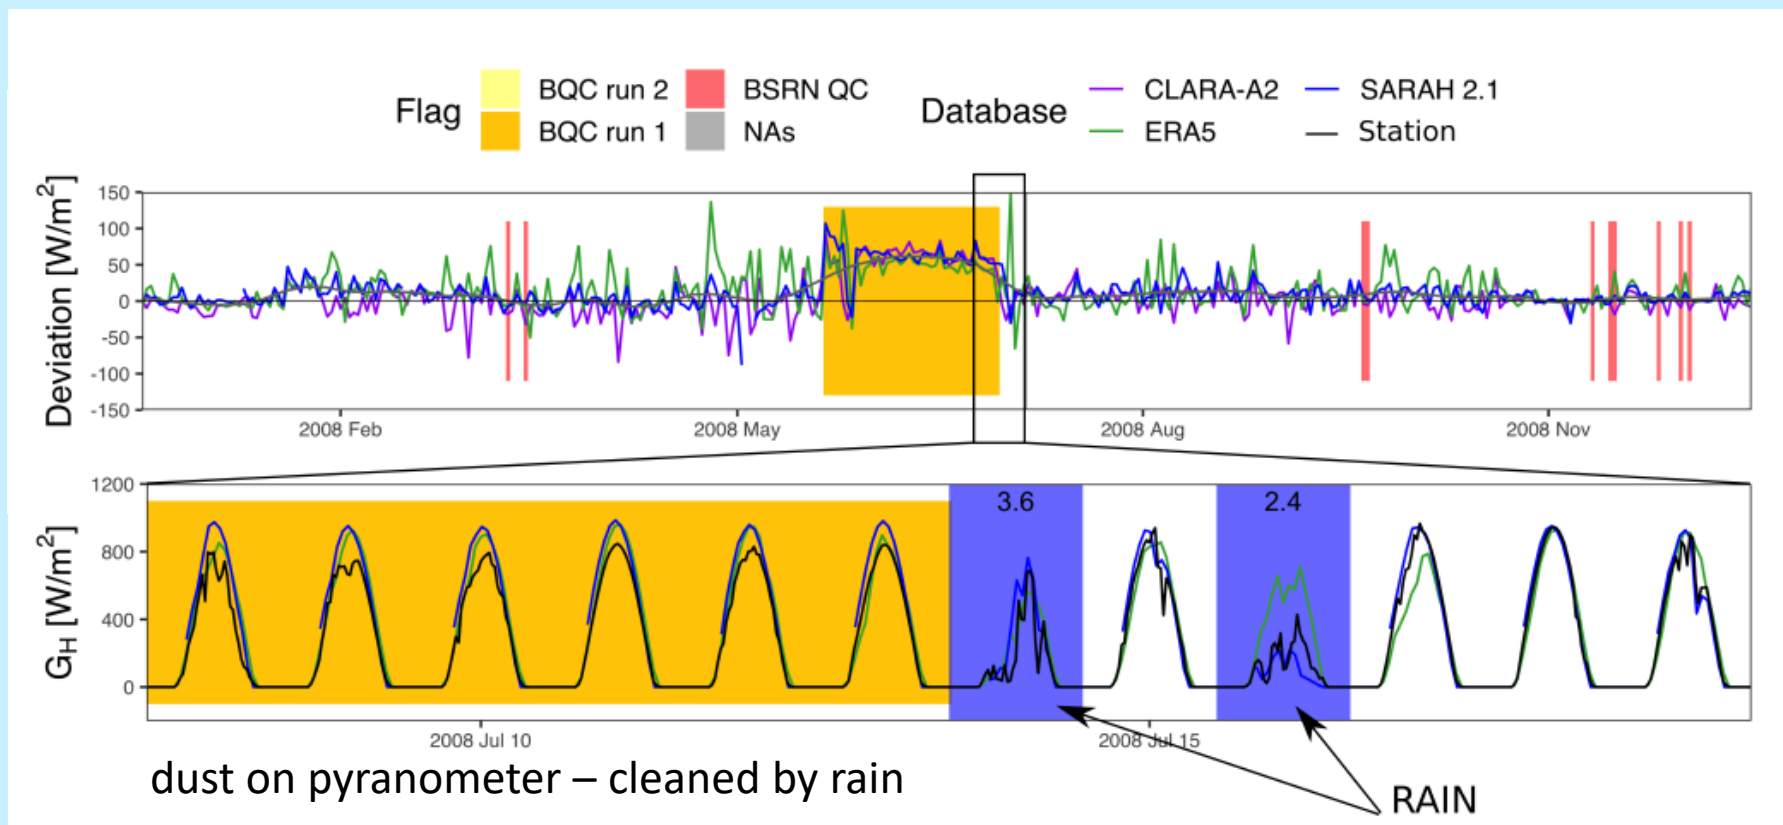 Flag
BQC run 2
BSRN QC
BQC run 1
NAs
Database
CLARA-A2
SARAH 2.1
ERA5
Station
Deviation [W/m²]
150
100
50
0
-50
-100
-150
2008 Feb
2008 May
2008 Aug
2008 Nov
G_H [W/m²]
1200
800
400
0
3.6
2.4
2008 Jul 10
2008 Jul 15
dust on pyranometer – cleaned by rain
RAIN